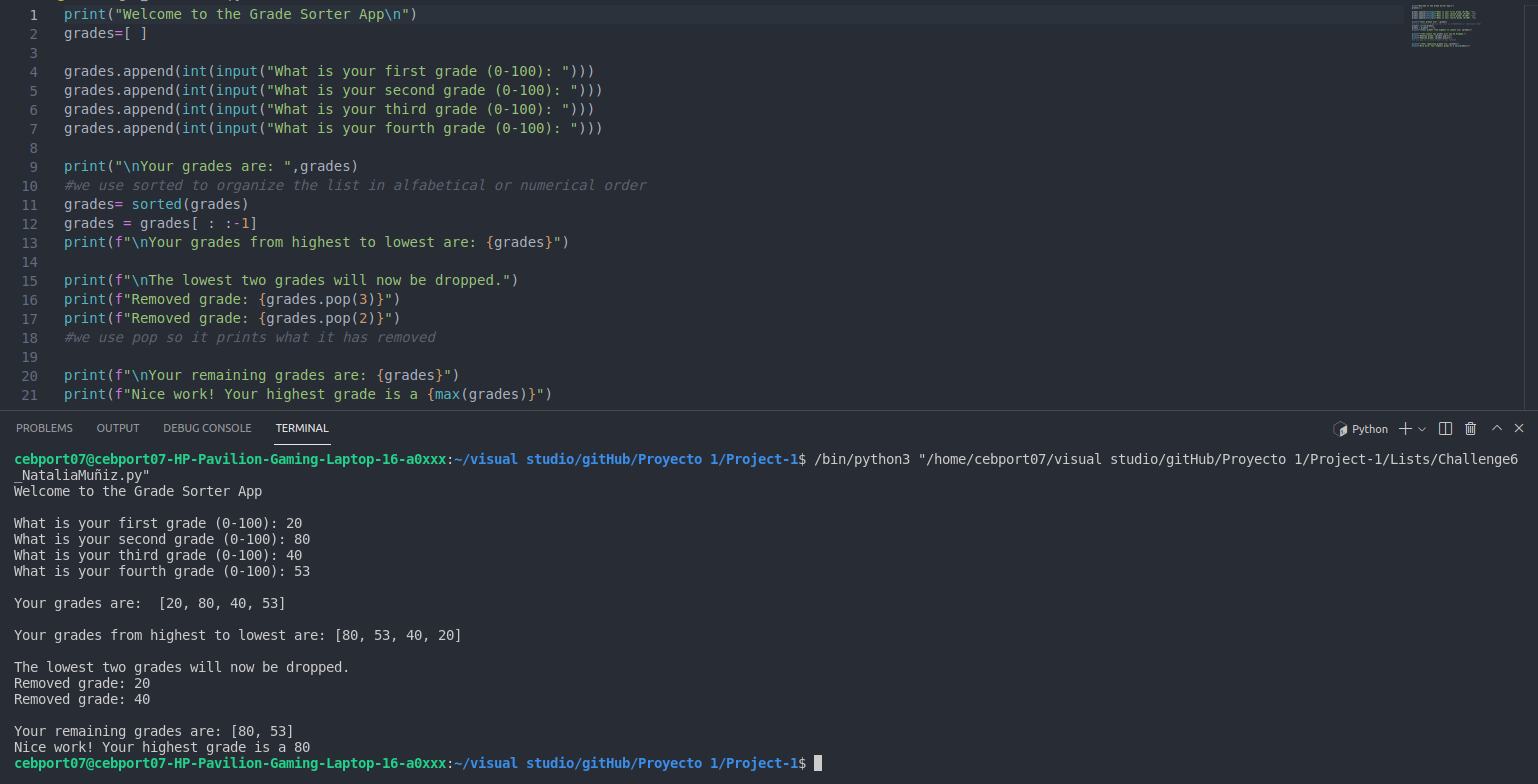 1 print("Welcome to the Grade Sorter App\n")
2 grades=[ ]
3
4 grades.append(int(input("What is your first grade (0-100): ")))
5 grades.append(int(input("What is your second grade (0-100): ")))
6 grades.append(int(input("What is your third grade (0-100): ")))
7 grades.append(int(input("What is your fourth grade (0-100): ")))
8
9 print("\nYour grades are: ",grades)
10 #we use sorted to organize the list in alfabetical or numerical order
11 grades= sorted(grades)
12 grades = grades[ : :-1]
13 print(f"\nYour grades from highest to lowest are: {grades}")
14
15 print(f"\nThe lowest two grades will now be dropped.")
16 print(f"Removed grade: {grades.pop(3)}")
17 print(f"Removed grade: {grades.pop(2)}")
18 #we use pop so it prints what it has removed
19
20 print(f"\nYour remaining grades are: {grades}")
21 print(f"Nice work! Your highest grade is a {max(grades)}")
PROBLEMS OUTPUT DEBUG CONSOLE TERMINAL Python
cebport07@cebport07-HP-Pavilion-Gaming-Laptop-16-a0xxx:~/visual studio/gitHub/Proyecto 1/Project-1$ /bin/python3 "/home/cebport07/visual studio/gitHub/Proyecto 1/Project-1/Lists/Challenge6
_NataliaMuñiz.py"
Welcome to the Grade Sorter App
What is your first grade (0-100): 20
What is your second grade (0-100): 80
What is your third grade (0-100): 40
What is your fourth grade (0-100): 53
Your grades are:  [20, 80, 40, 53]
Your grades from highest to lowest are: [80, 53, 40, 20]
The lowest two grades will now be dropped.
Removed grade: 20
Removed grade: 40
Your remaining grades are: [80, 53]
Nice work! Your highest grade is a 80
cebport07@cebport07-HP-Pavilion-Gaming-Laptop-16-a0xxx:~/visual studio/gitHub/Proyecto 1/Project-1$